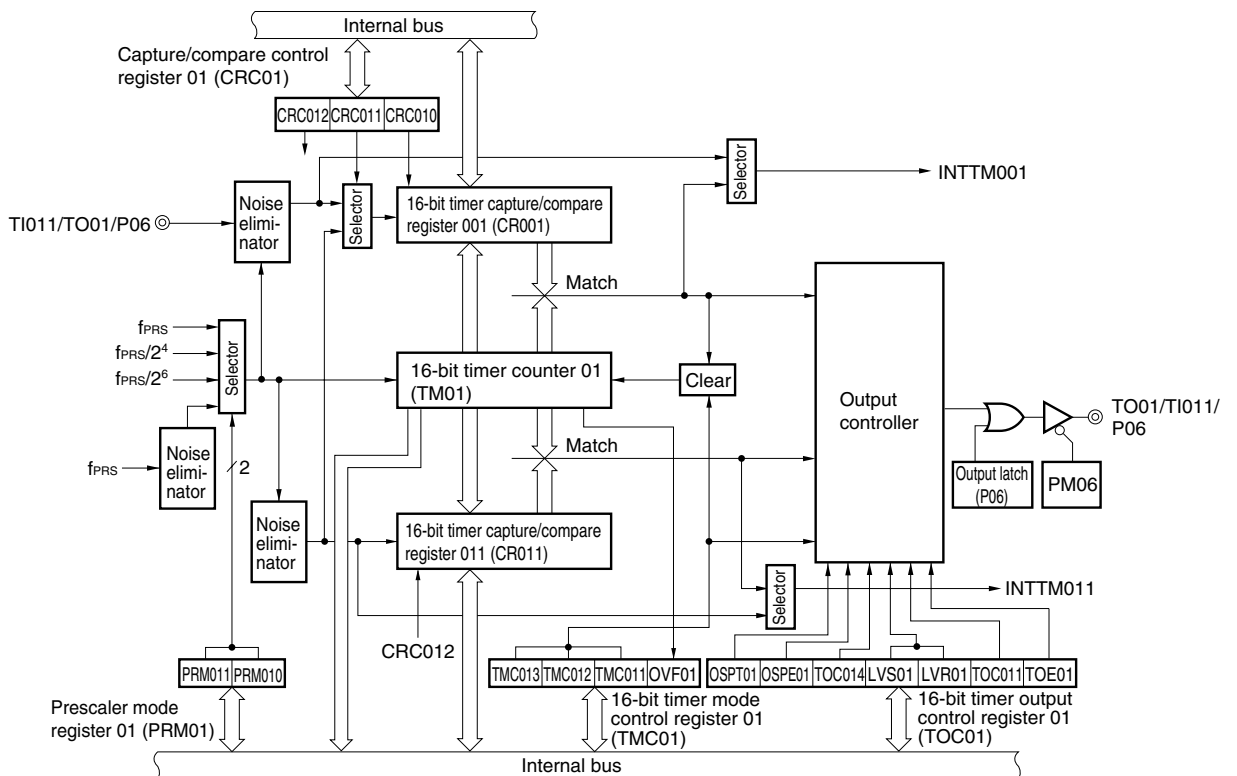 Internal bus
Capture/compare control
register 01 (CRC01)
CRC012 CRC011 CRC010
Selector
INTTM001
TI011/TO01/P06
Noise
elimi-
nator
Selector
16-bit timer capture/compare
register 001 (CR001)
Match
fPRS
fPRS/2⁴
fPRS/2⁶
Selector
16-bit timer counter 01
(TM01)
Clear
Output
controller
TO01/TI011/
P06
Output latch
(P06)
PM06
fPRS
Noise
elimi-
nator
2
Match
Noise
elimi-
nator
16-bit timer capture/compare
register 011 (CR011)
Selector
INTTM011
CRC012
PRM011 PRM010
TMC013 TMC012 TMC011 OVF01
OSPT01 OSPE01 TOC014 LVS01 LVR01 TOC011 TOE01
Prescaler mode
register 01 (PRM01)
16-bit timer mode
control register 01
(TMC01)
16-bit timer output
control register 01
(TOC01)
Internal bus